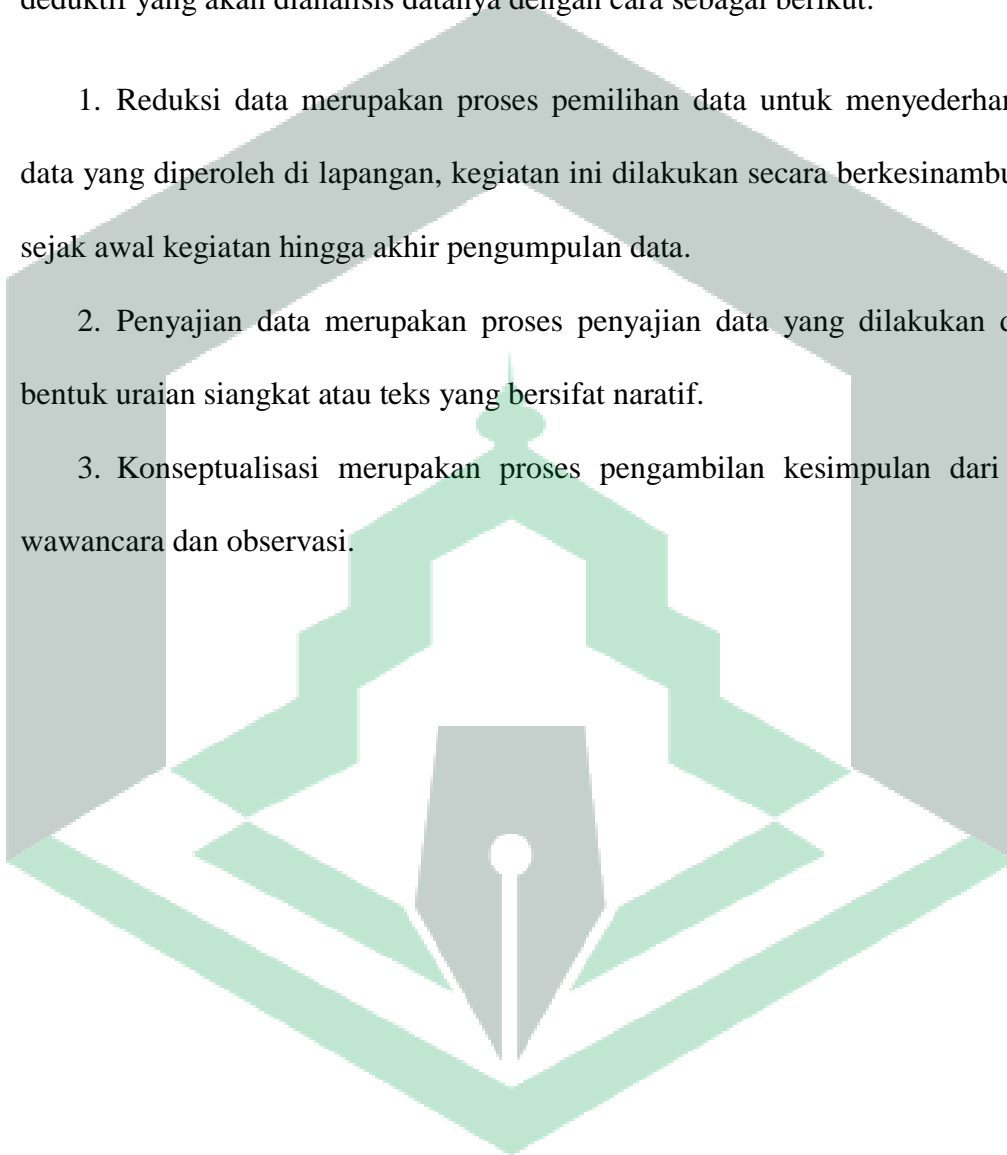 deduktif yang akan dianalisis datanya dengan cara sebagai berikut:
1. Reduksi data merupakan proses pemilihan data untuk
data yang diperoleh di lapangan, kegiatan ini dilakukan secara
sejak awal kegiatan hingga akhir pengumpulan data.
2. Penyajian data merupakan proses penyajian data yang dilakukan
bentuk uraian siangkat atau teks yang bersifat naratif.
3. Konseptualisasi merupakan proses pengambilan kesimpulan dari
wawancara dan observasi.